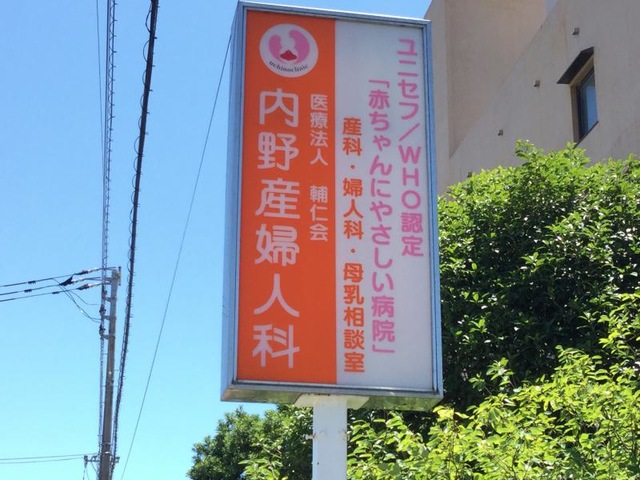 ユニセフ／WHO認定
「赤ちゃんにやさしい病院」
産科・婦人科・母乳相談室
医療法人 輔仁会
内野産婦人科
uchinoclinic